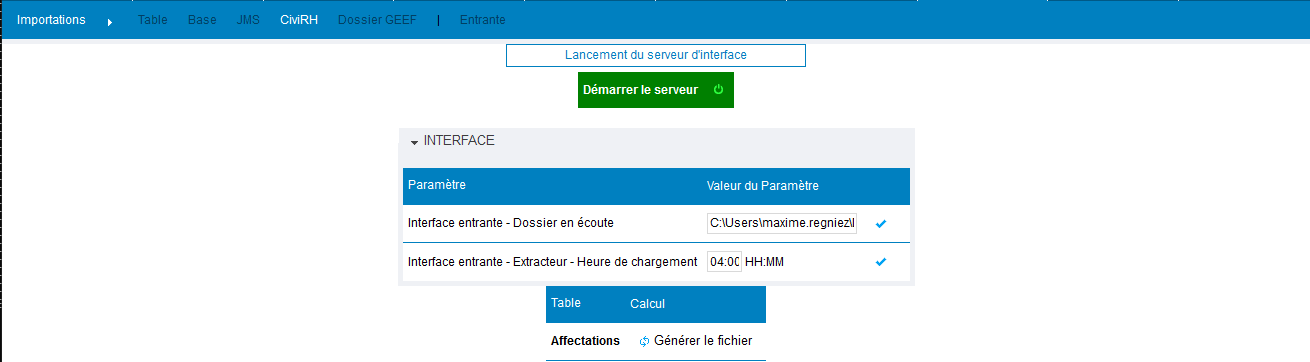 Importations Table Base JMS CiviRH Dossier GEEF | Entrante
Lancement du serveur d'interface
Démarrer le serveur
INTERFACE
Paramètre Valeur du Paramètre
Interface entrante - Dossier en écoute C:\Users\maxime.regniez\I
Interface entrante - Extracteur - Heure de chargement 04:00 HH:MM
Table Calcul
Affectations Générer le fichier